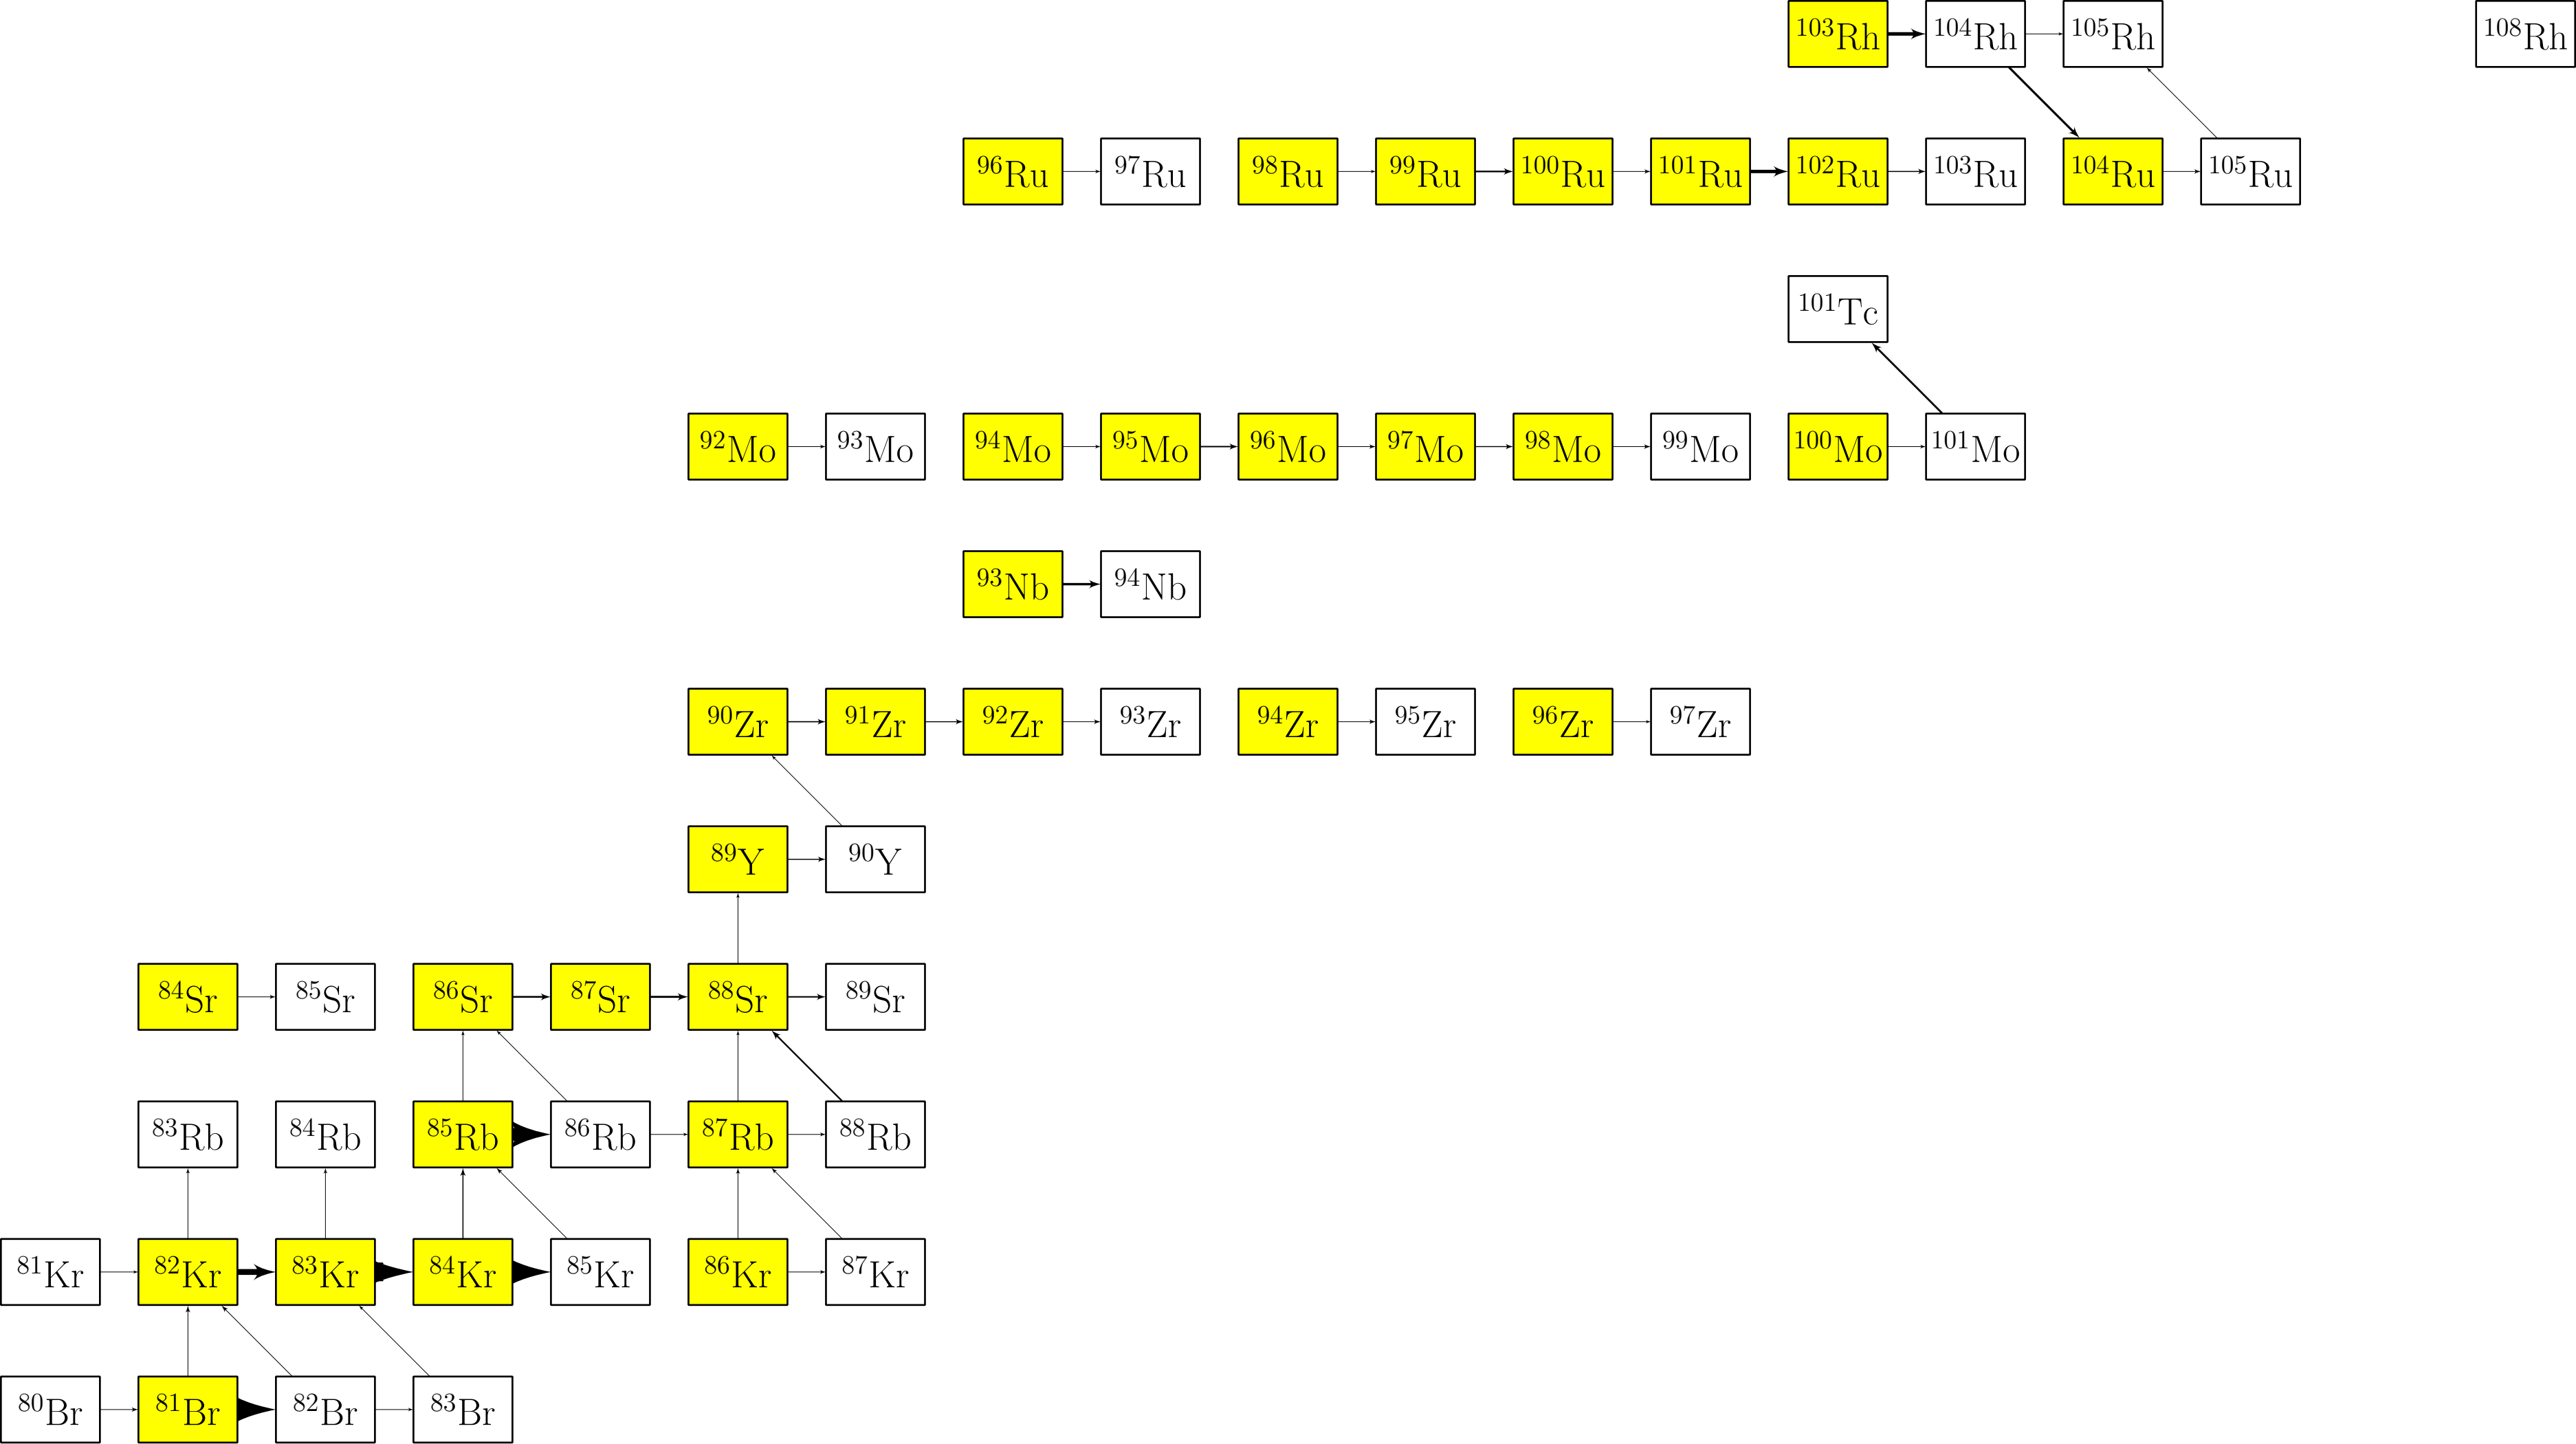 103Rh 104Rh 105Rh 108Rh
96Ru 97Ru 98Ru 99Ru 100Ru 101Ru 102Ru 103Ru 104Ru 105Ru
101Tc
92Mo 93Mo 94Mo 95Mo 96Mo 97Mo 98Mo 99Mo 100Mo 101Mo
93Nb 94Nb
90Zr 91Zr 92Zr 93Zr 94Zr 95Zr 96Zr 97Zr
89Y 90Y
84Sr 85Sr 86Sr 87Sr 88Sr 89Sr
83Rb 84Rb 85Rb 86Rb 87Rb 88Rb
81Kr 82Kr 83Kr 84Kr 85Kr 86Kr 87Kr
80Br 81Br 82Br 83Br